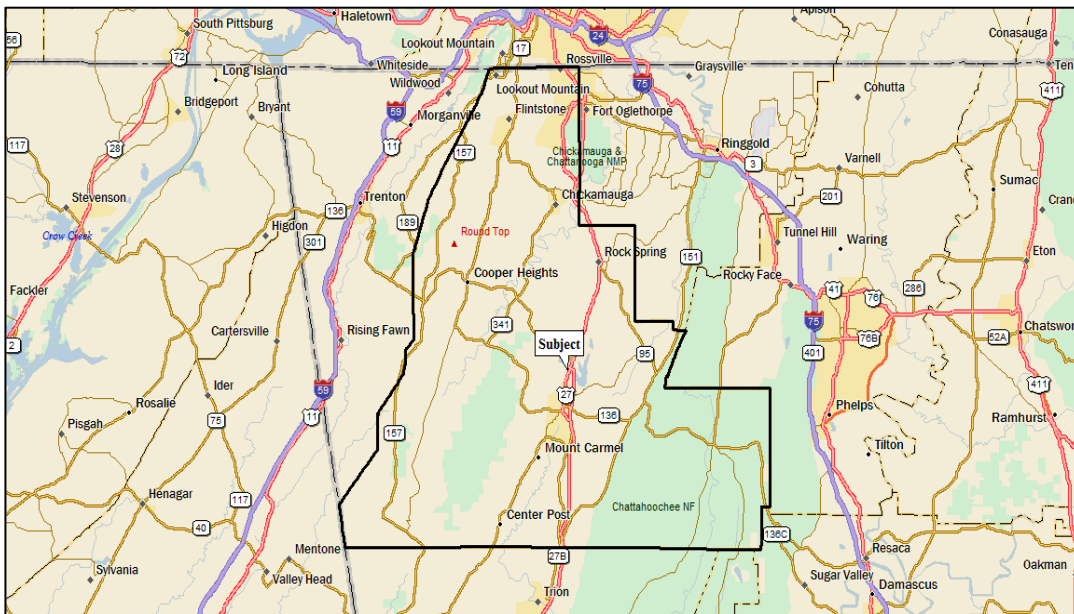 Haletown
Apison
South Pittsburg
17
24
Conasauga
56
Lookout Mountain
Rossville
72
Whiteside
Graysville
Ten
Long Island
Wildwood
Lookout Mountain
75
411
Cohutta
Bridgeport
Bryant
59
Flintstone
Fort Oglethorpe
Morganville
117
11
Ringgold
28
157
Chickamauga &
Chattanooga NMP
3
Varnell
Stevenson
Trenton
Chickamauga
201
Sumac
136
189
Cran
Crow Creek
Higdon
301
Round Top
Tunnel Hill
Waring
151
Eton
Rock Spring
Cooper Heights
Rocky Face
Fackler
41
76
286
341
75
Cartersville
Rising Fawn
Subject
52A
Chatswor
2
76B
95
401
59
Ider
27
411
Rosalie
11
136
Phelps
Ramhurst
75
Pisgah
157
Mount Carmel
Tilton
Henagar
117
Chattahoochee NF
40
Center Post
136C
Mentone
27B
Resaca
Sylvania
Valley Head
Oakman
Trion
Sugar Valley
Damascus